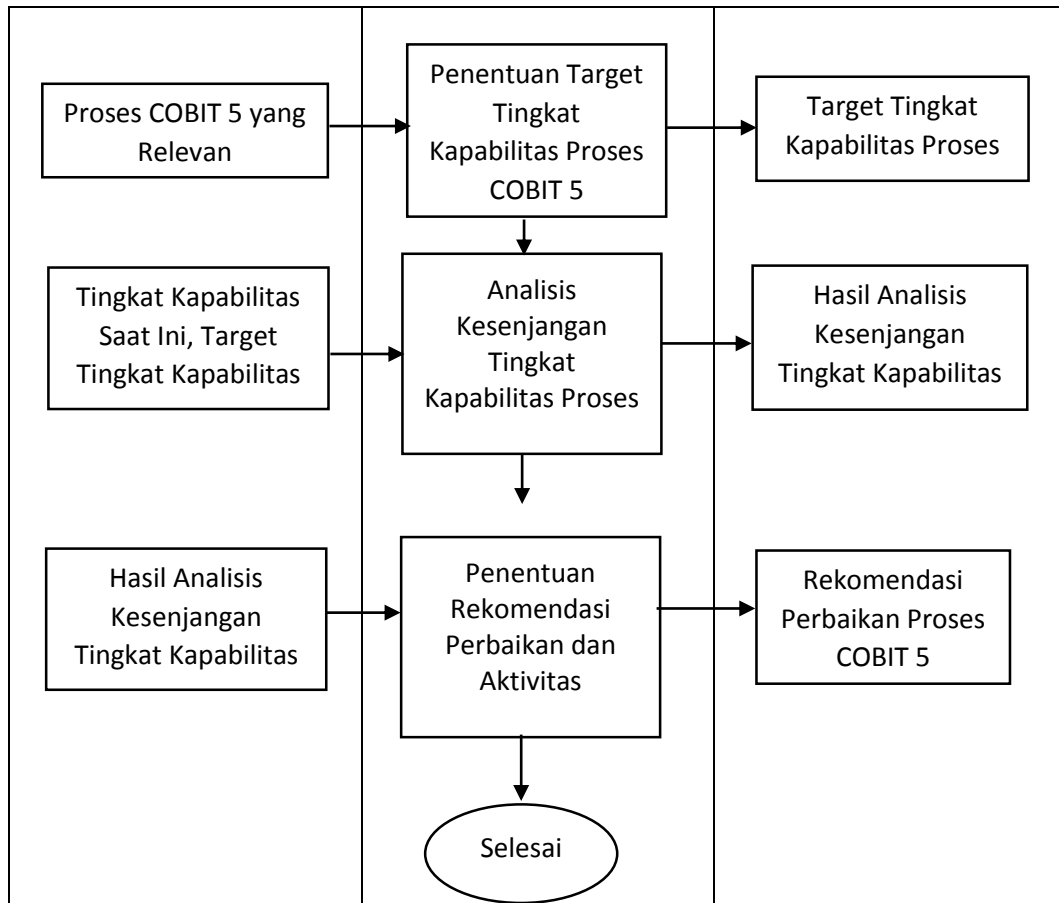 Proses COBIT 5 yang
Relevan
Penentuan Target
Tingkat
Kapabilitas Proses
COBIT 5
Target Tingkat
Kapabilitas Proses
Tingkat Kapabilitas
Saat Ini, Target
Tingkat Kapabilitas
Analisis
Kesenjangan
Tingkat
Kapabilitas Proses
Hasil Analisis
Kesenjangan
Tingkat Kapabilitas
Hasil Analisis
Kesenjangan
Tingkat Kapabilitas
Penentuan
Rekomendasi
Perbaikan dan
Aktivitas
Rekomendasi
Perbaikan Proses
COBIT 5
Selesai